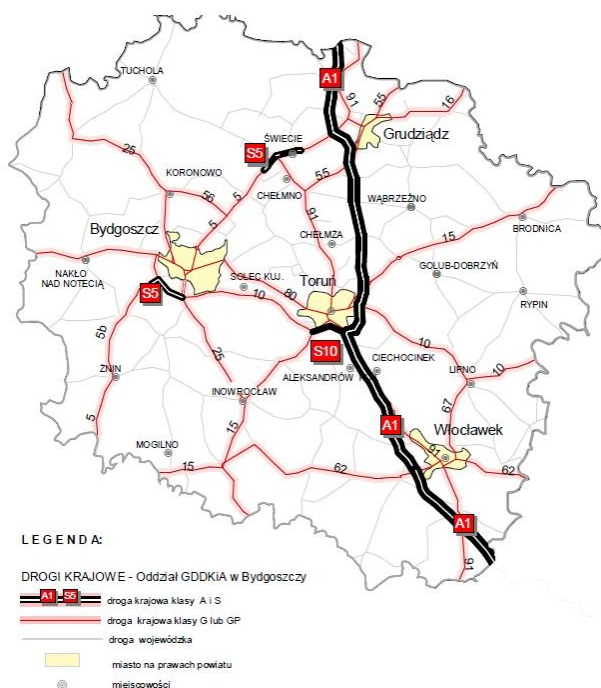 A1
TUCHOLA
91
55
16
Grudziądz
ŚWIECIE
S5
25
KORONOWO
56
5
CHEŁMNO
55
WĄBRZEŹNO
91
5
Bydgoszcz
CHEŁMŻA
15
BRODNICA
NAKŁO
NAD NOTECIĄ
SOLEC KUJ.
Toruń
GOLUB-DOBRZYŃ
S5
10
80
RYPIN
5b
25
S10
10
CIECHOCINEK
ŻNIN
ALEKSANDRÓW
LIPNO
10
INOWROCŁAW
5
15
67
A1
Włocławek
MOGILNO
91
15
62
62
A1
91
LEGENDA:
DROGI KRAJOWE - Oddział GDDKiA w Bydgoszczy
A1 S5 droga krajowa klasy A i S
droga krajowa klasy G lub GP
droga wojewódzka
miasto na prawach powiatu
miejscowości